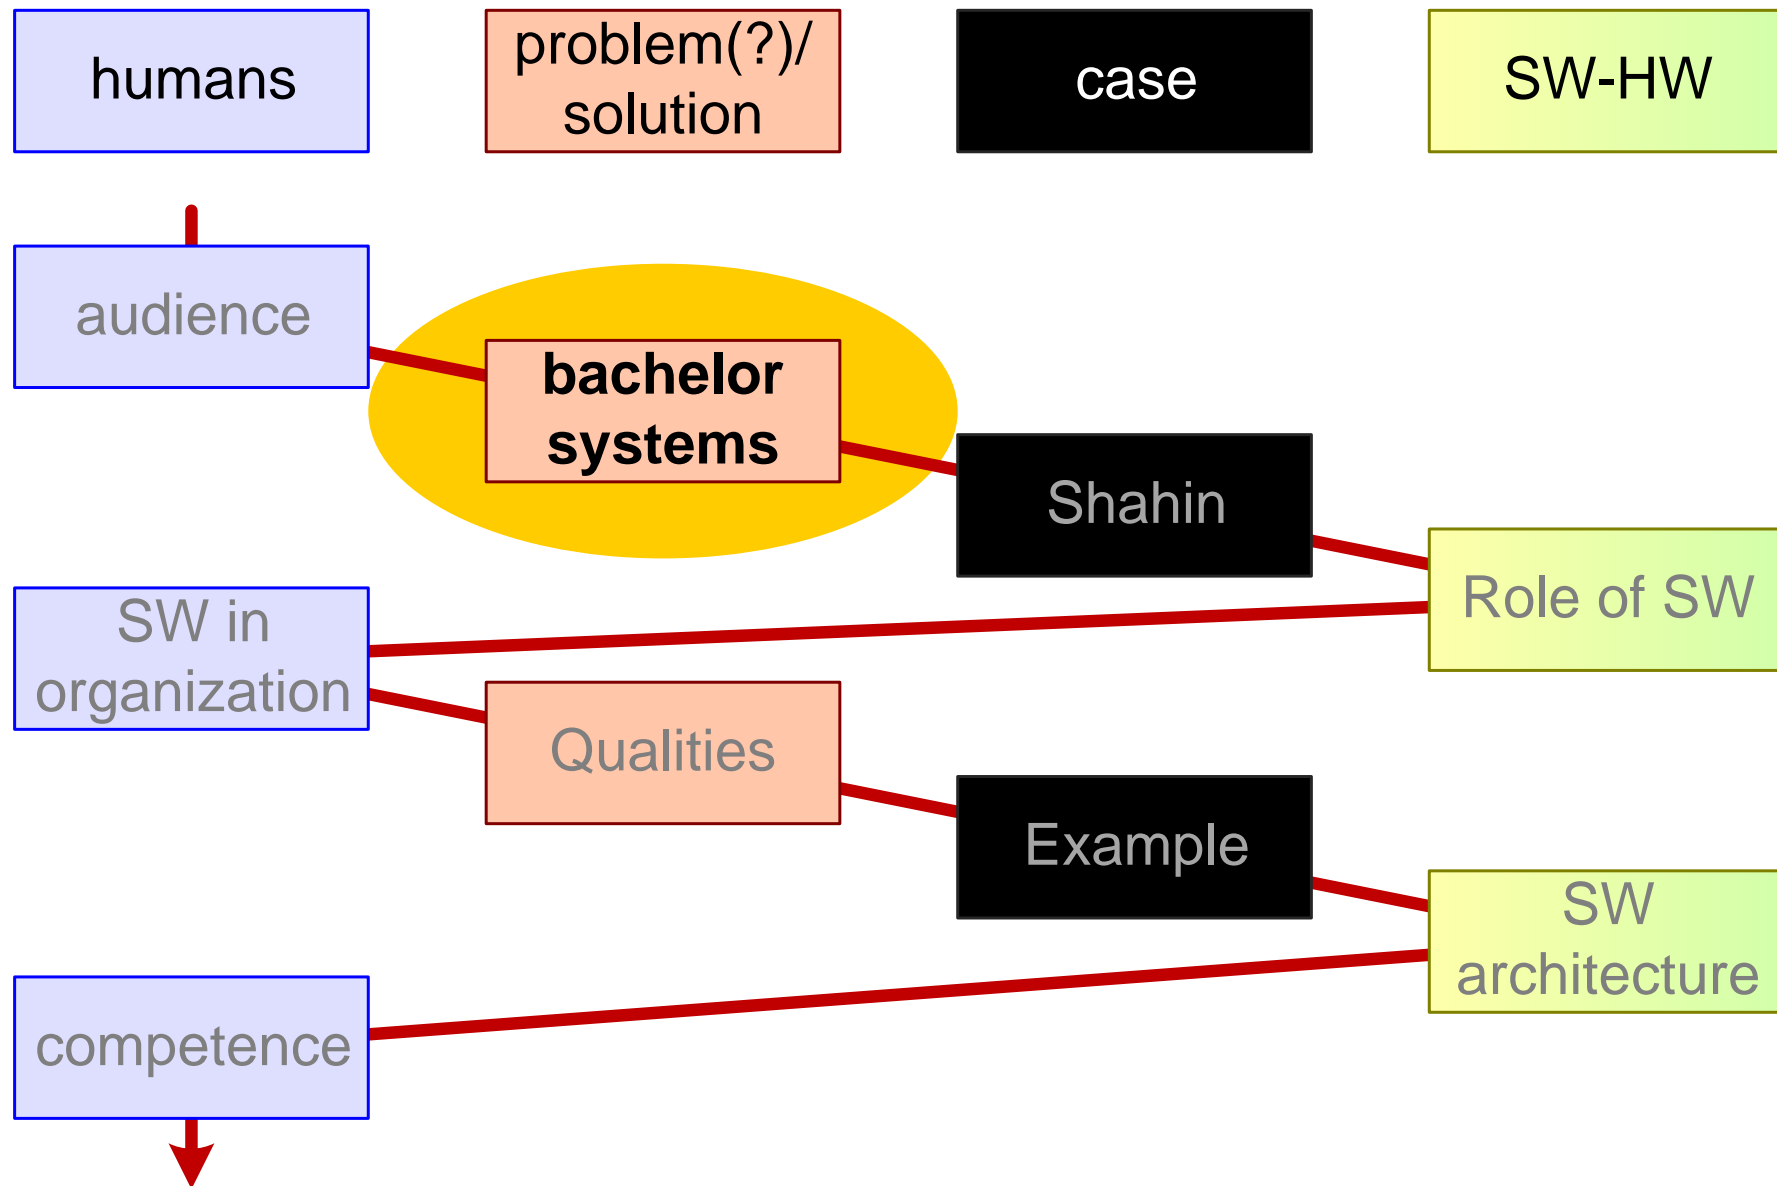 humans
problem(?)/
solution
case
SW-HW
audience
bachelor
systems
Shahin
Role of SW
SW in
organization
Qualities
Example
SW
architecture
competence